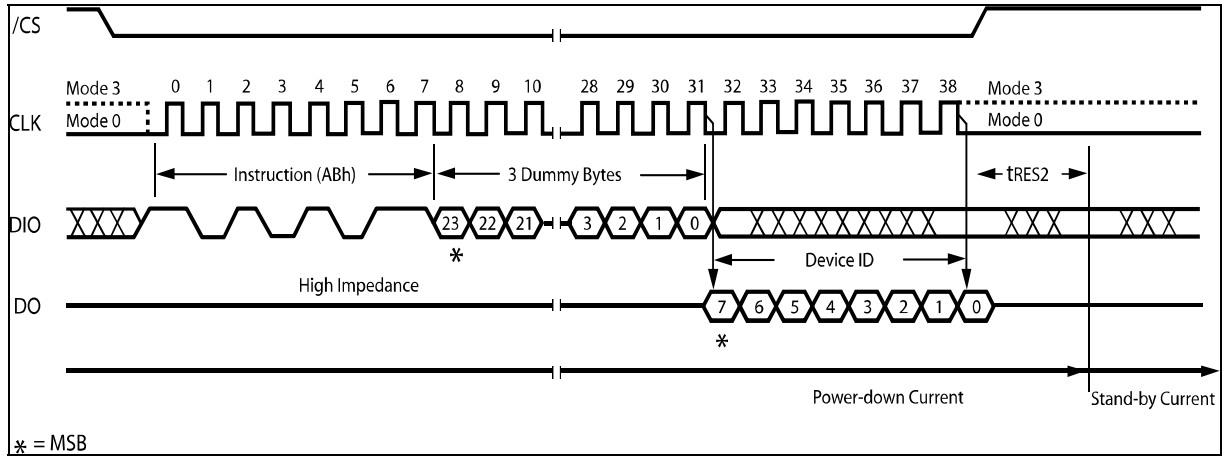 /CS
Mode 3 0 1 2 3 4 5 6 7 8 9 10 28 29 30 31 32 33 34 35 36 37 38 Mode 3
CLK Mode 0 Mode 0
Instruction (ABh) 3 Dummy Bytes tRES2
DIO 23 22 21 3 2 1 0
* Device ID
High Impedance
DO 7 6 5 4 3 2 1 0
*
Power-down Current Stand-by Current
* = MSB